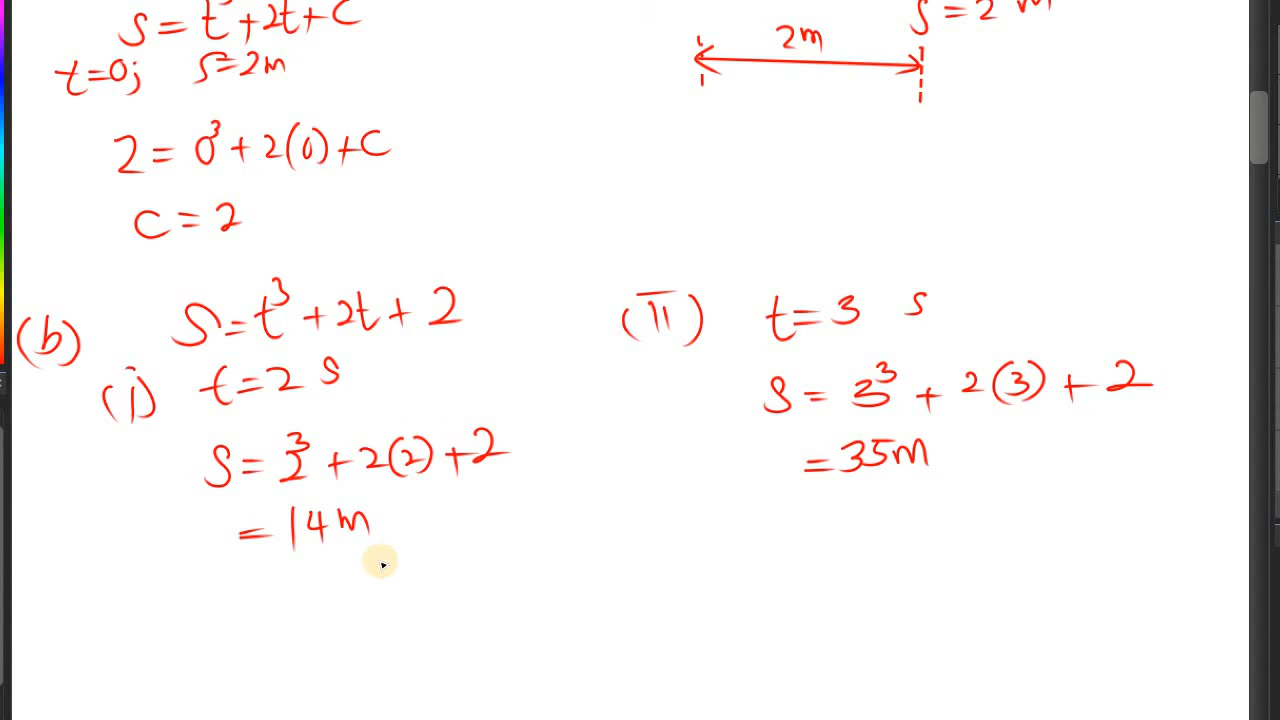 S = t³ + 2t + C
t=0; S=2m
2 = 0³ + 2(0) + C
C = 2
S = 2 m
2m
(b) S = t³ + 2t + 2
(i) t = 2 s
S = 2³ + 2(2) + 2
= 14 m
(ii) t = 3 s
S = 3³ + 2(3) + 2
= 35m